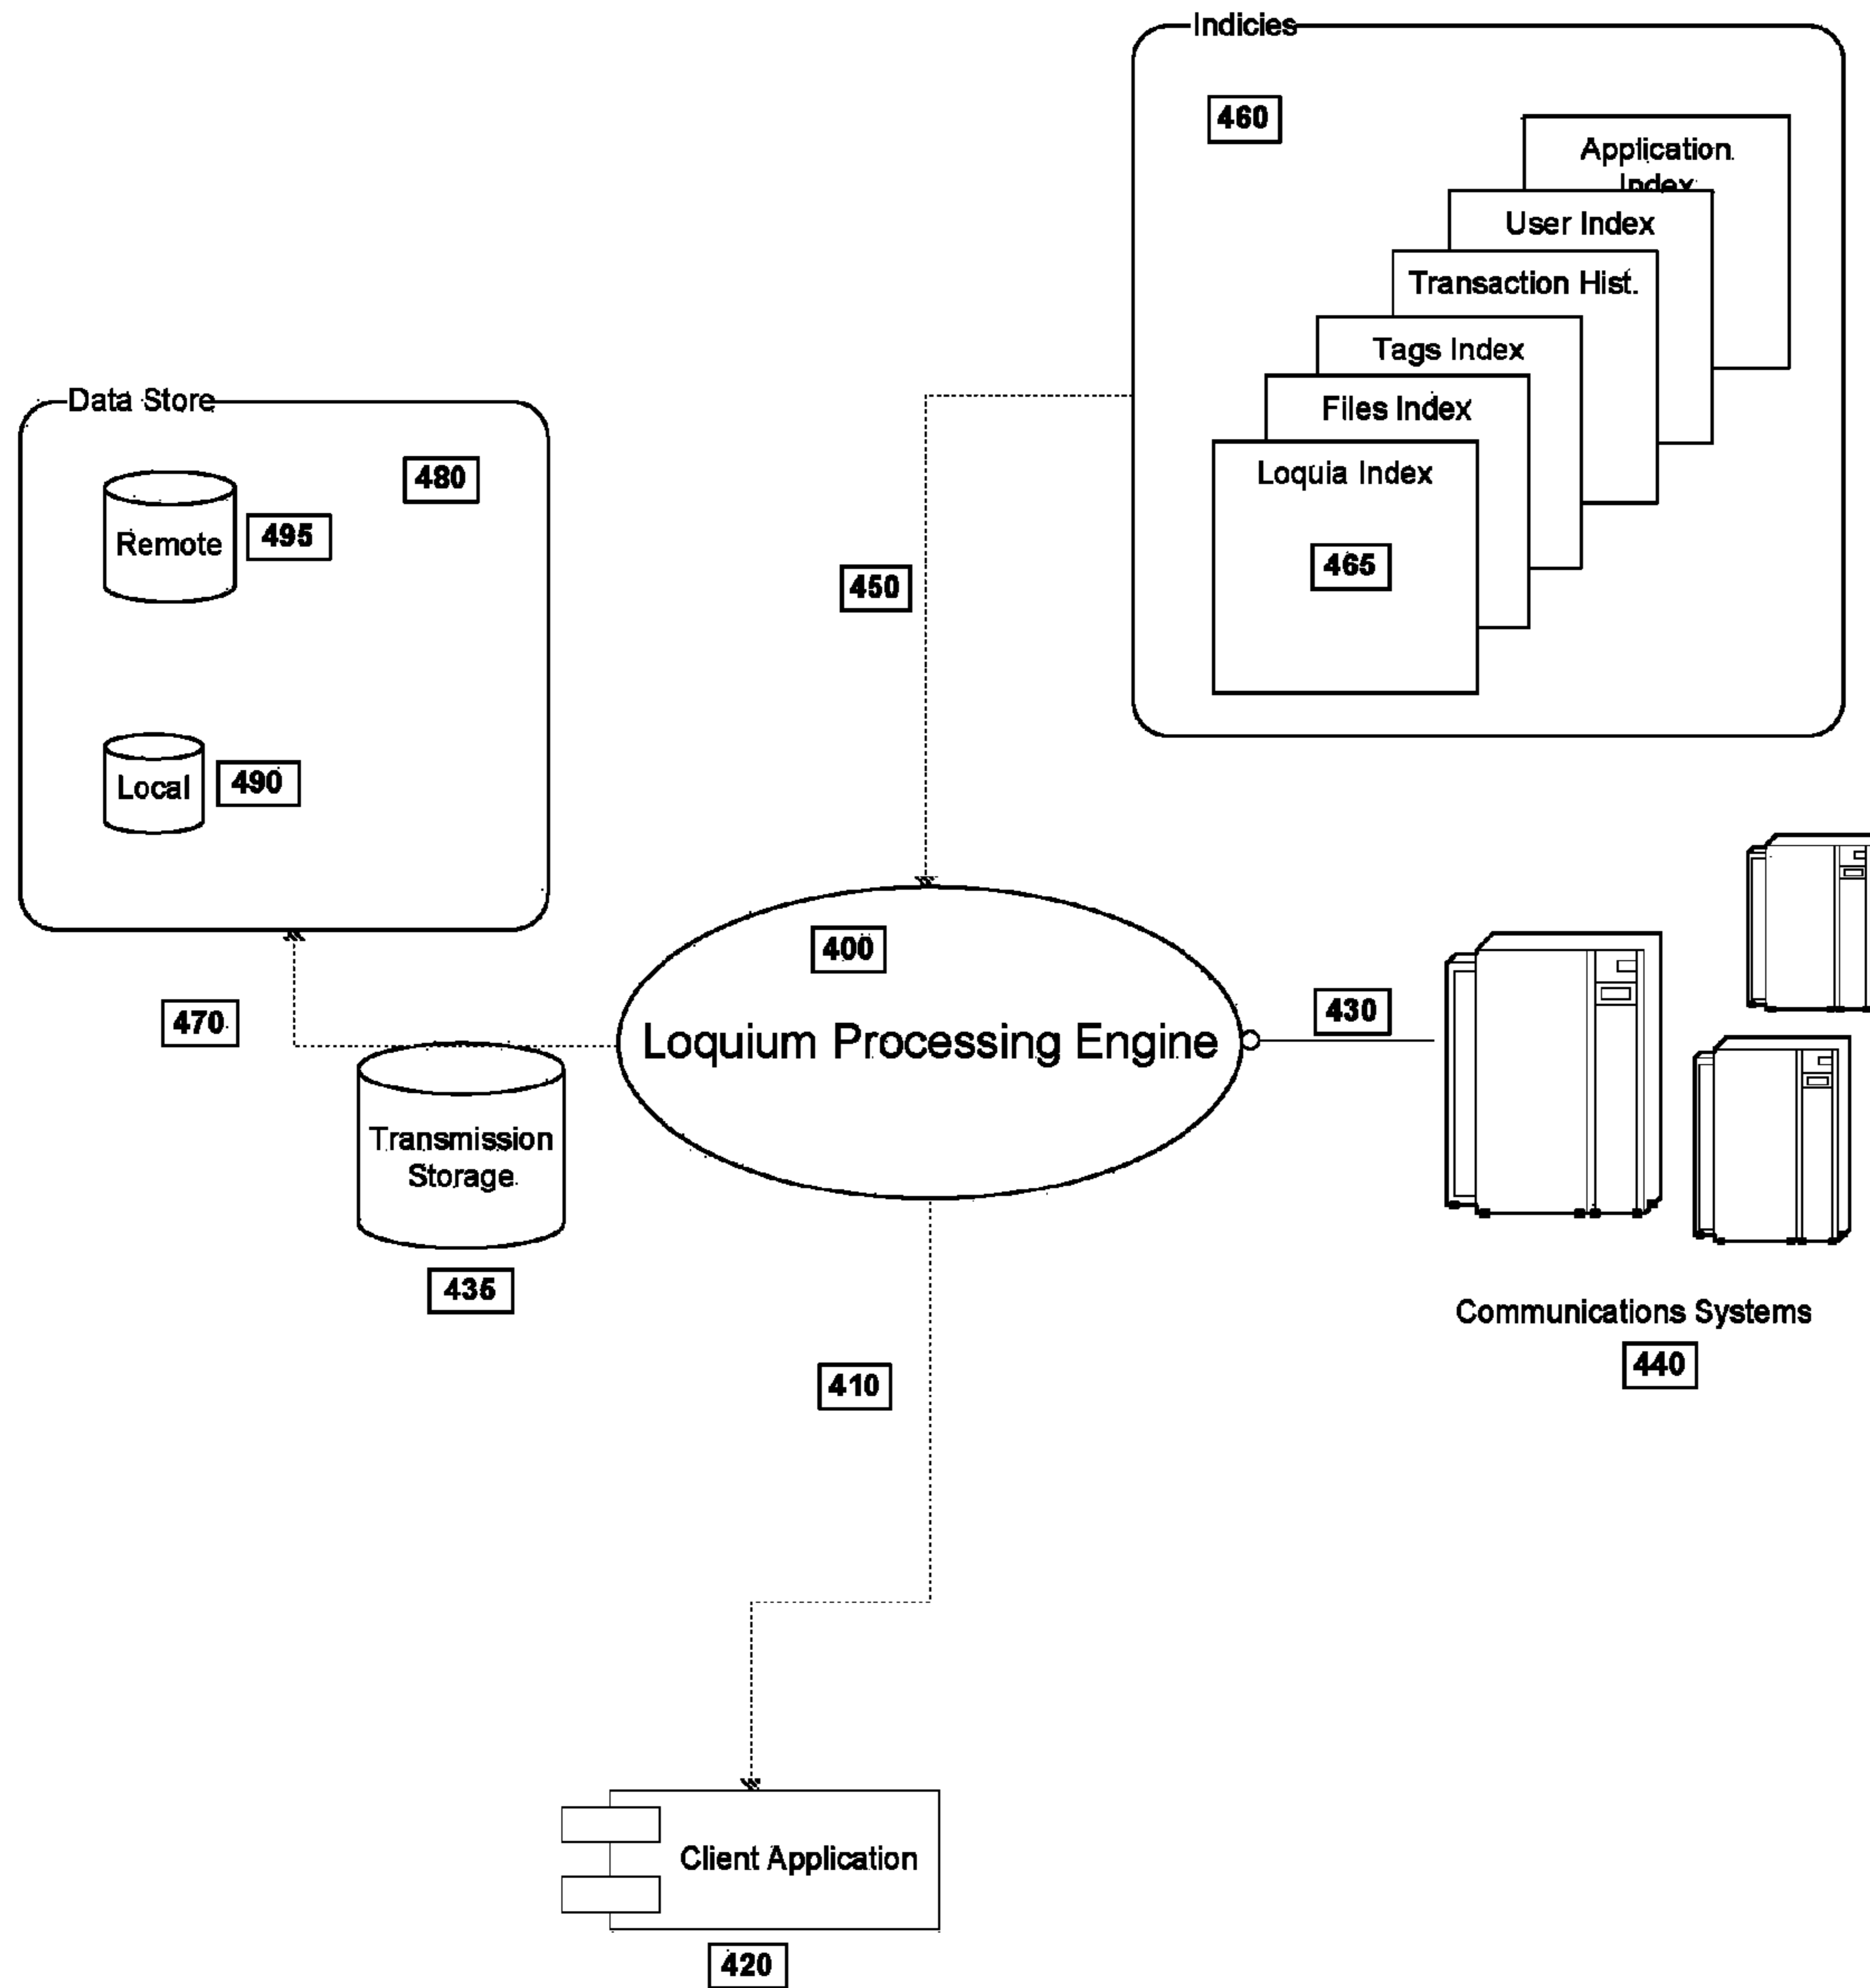 Indicies
460
Application
Index
User Index
Transaction Hist.
Tags Index
Files Index
Loquia Index
465
Data Store
480
Remote
495
Local
490
450
400
Loquium Processing Engine
430
470
Transmission
Storage
435
Communications Systems
440
410
Client Application
420